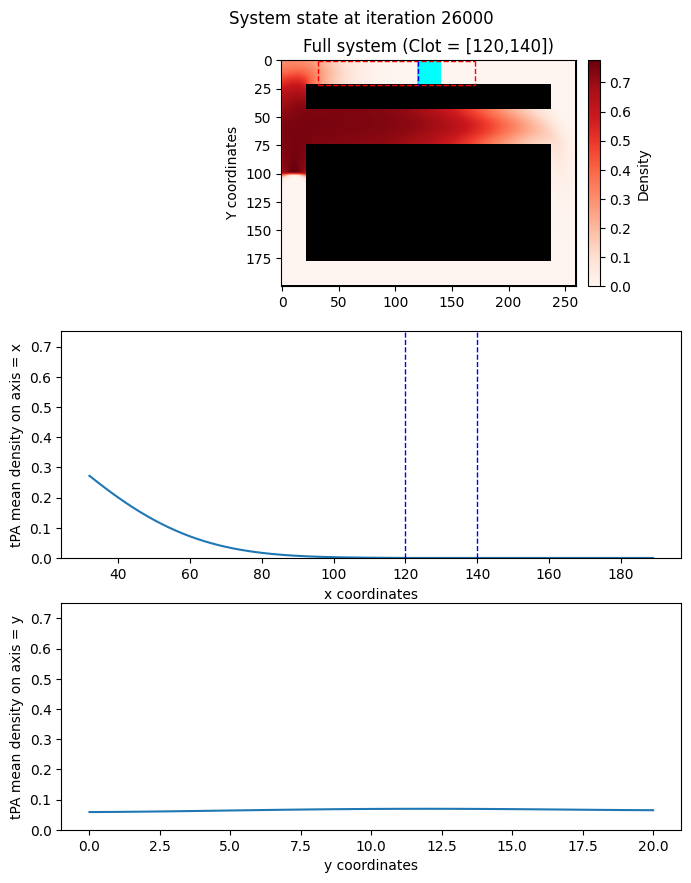 System state at iteration 26000
Full system (Clot = [120,140])
0
25
50
75
100
125
150
175
Y coordinates
0 50 100 150 200 250
0.7
0.6
0.5
0.4
0.3
0.2
0.1
0.0
Density
0.7
0.6
0.5
0.4
0.3
0.2
0.1
0.0
tPA mean density on axis = x
40 60 80 100 120 140 160 180
x coordinates
0.7
0.6
0.5
0.4
0.3
0.2
0.1
0.0
tPA mean density on axis = y
0.0 2.5 5.0 7.5 10.0 12.5 15.0 17.5 20.0
y coordinates